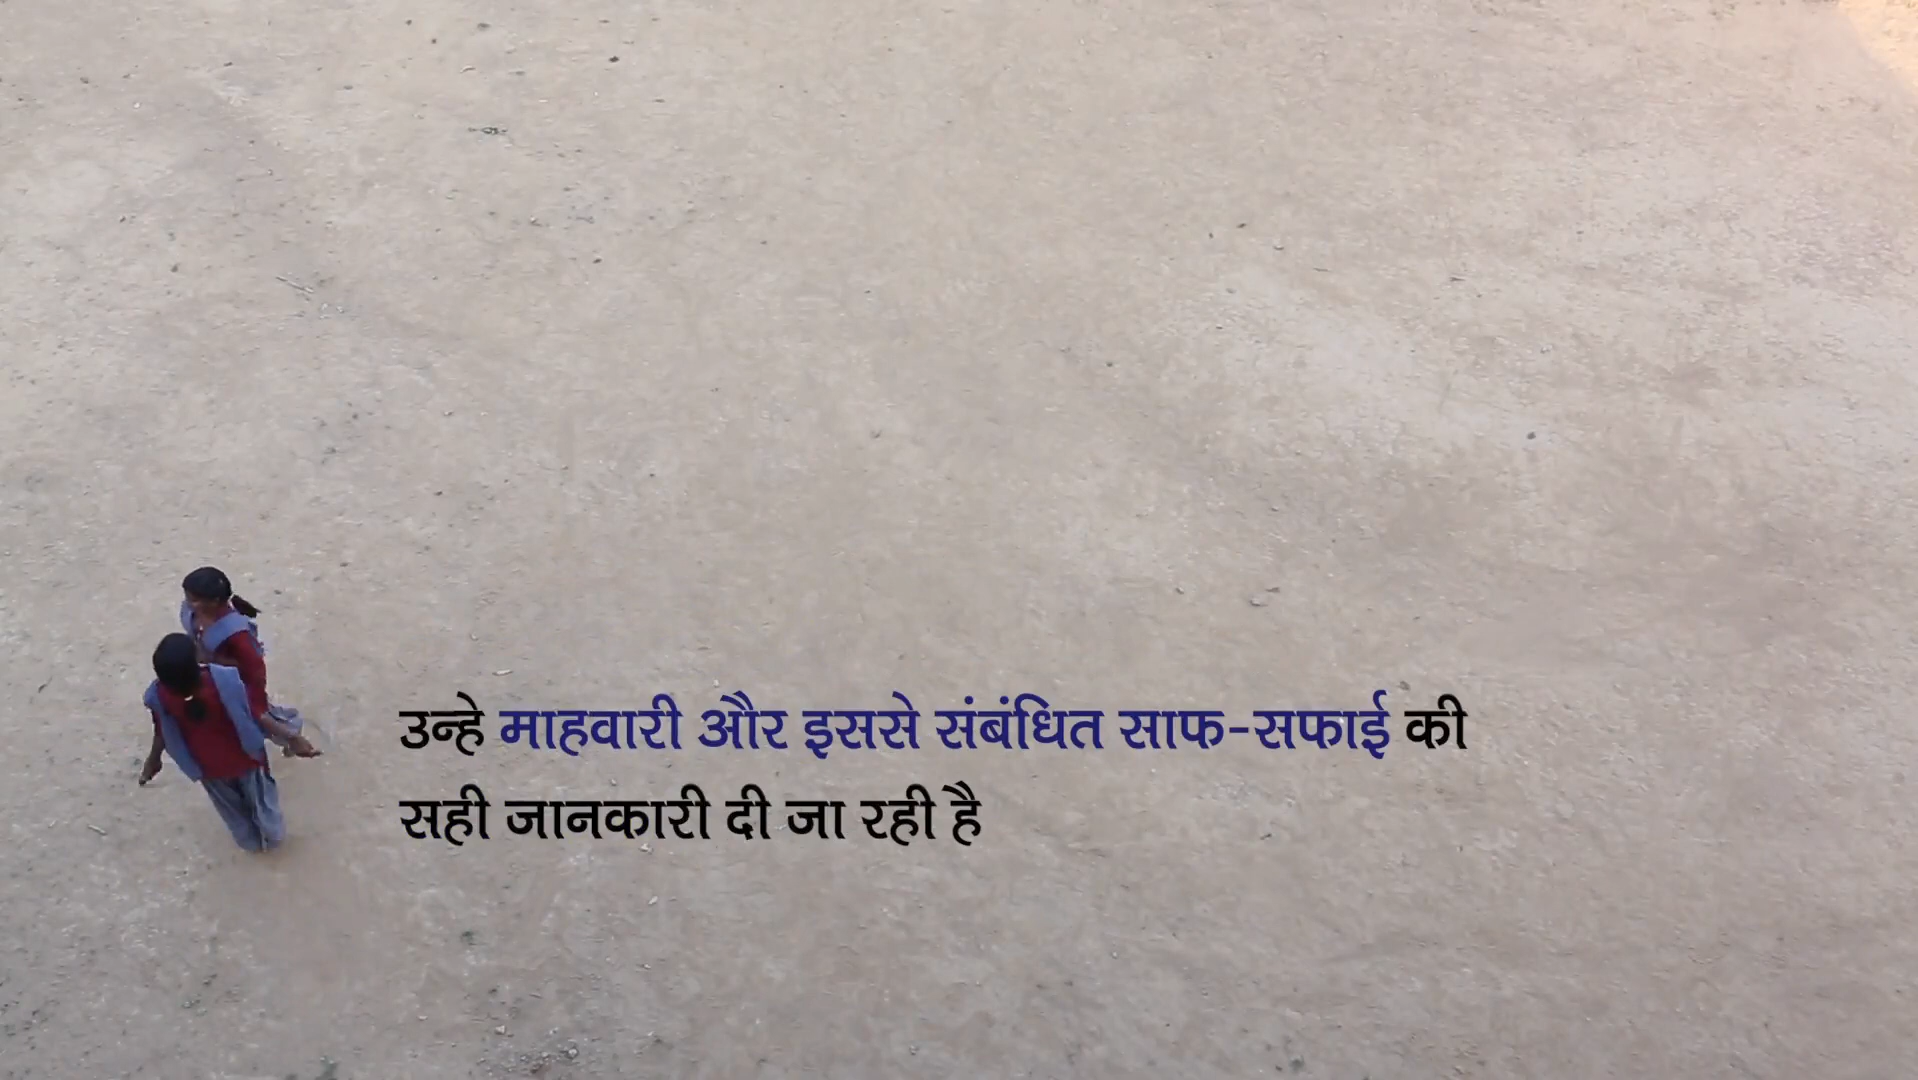 उन्हे माहवारी और इससे संबंधित साफ-सफाई की
सही जानकारी दी जा रही है